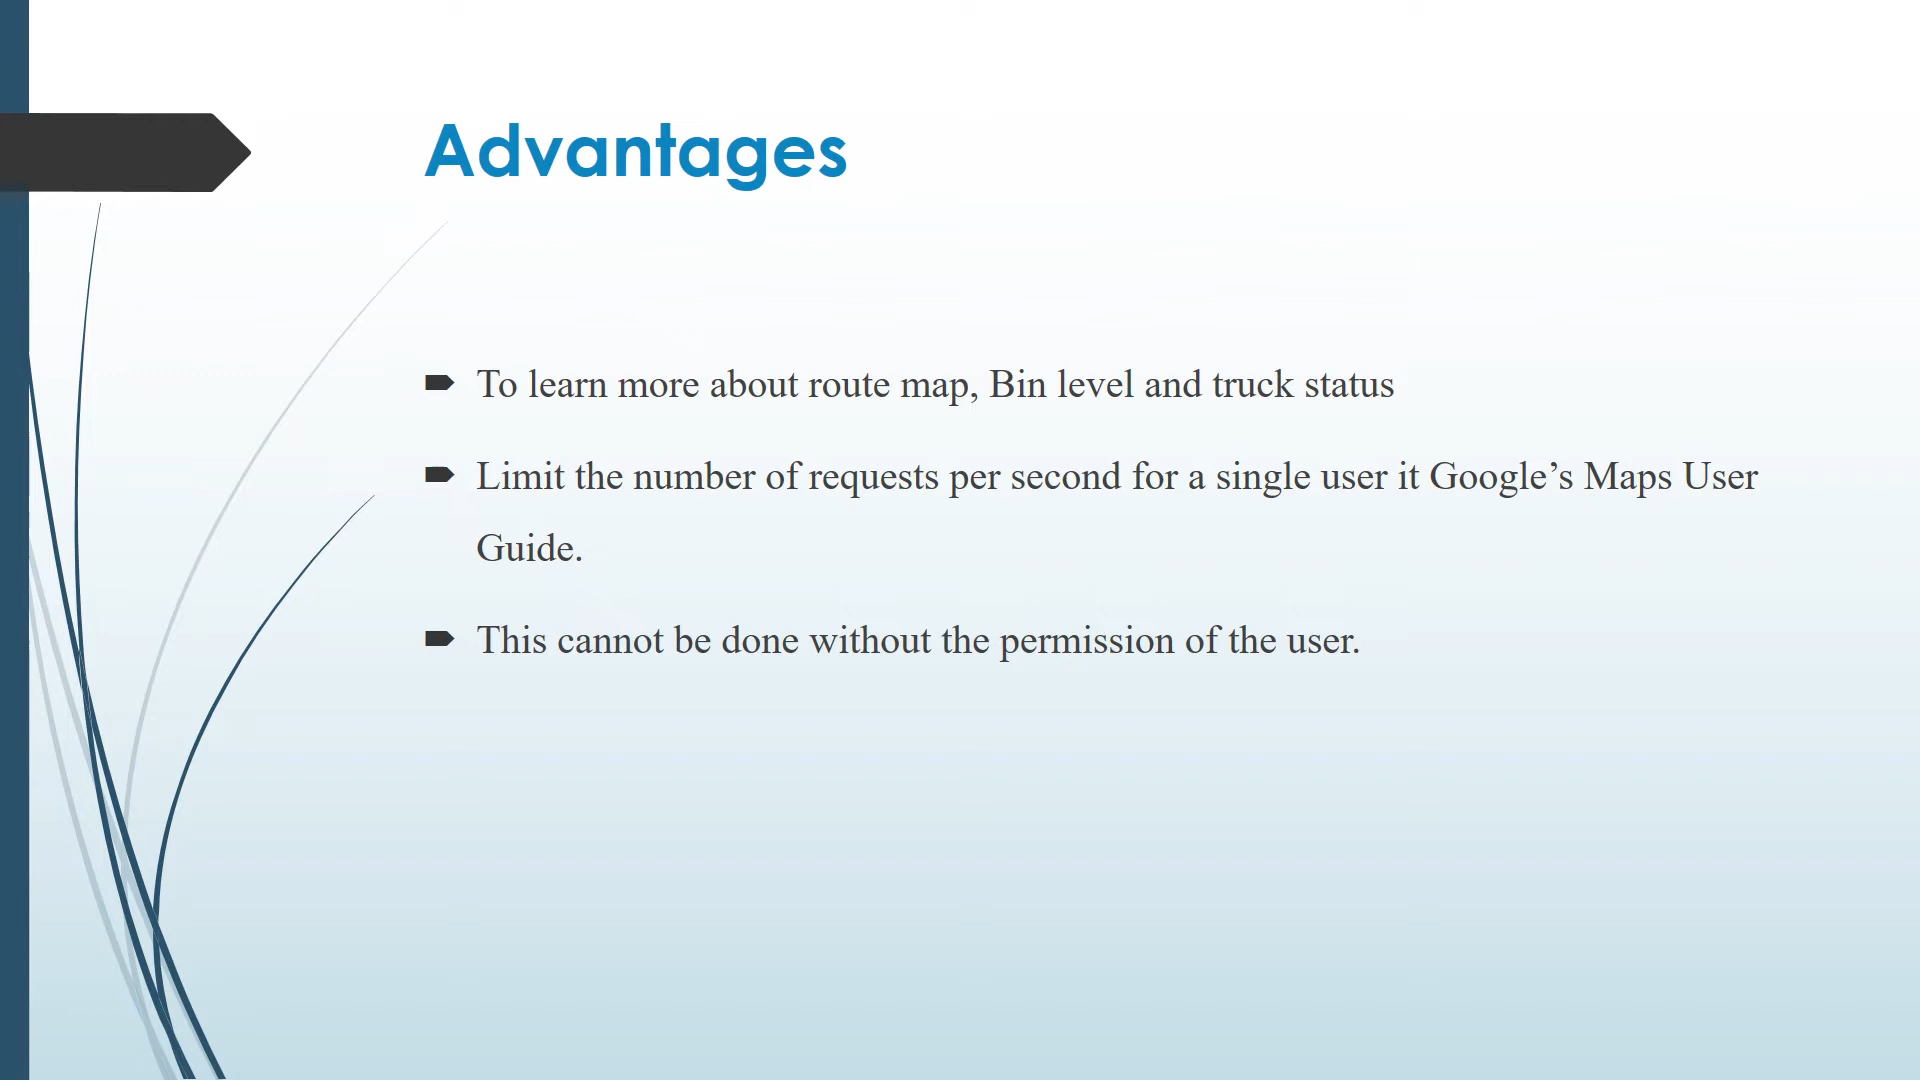 Advantages
To learn more about route map, Bin level and truck status
Limit the number of requests per second for a single user it Google’s Maps User
Guide.
This cannot be done without the permission of the user.